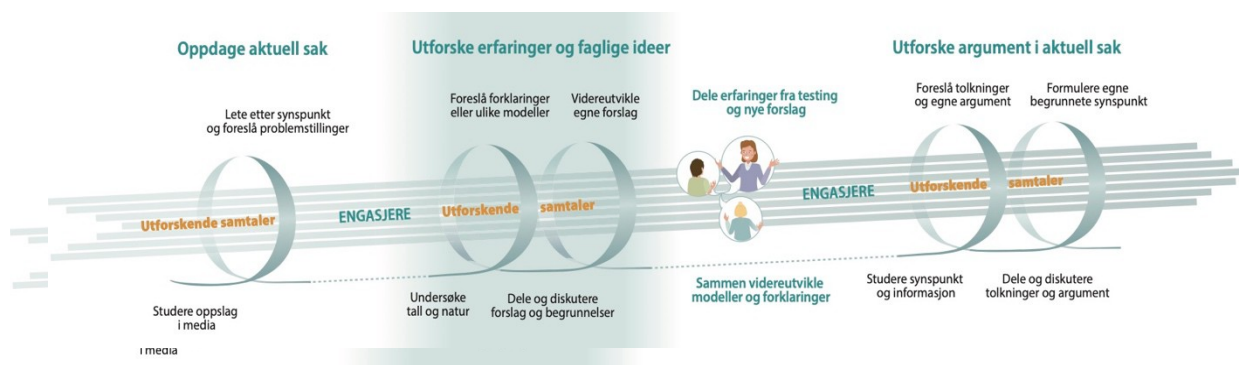 Oppdage aktuell sak
Lete etter synspunkt
og foreslå problemstillinger
Utforskende samtaler
Studere oppslag
i media
i media
ENGASJERE
Utforske erfaringer og faglige ideer
Foreslå forklaringer
eller ulike modeller
Videreutvikle
egne forslag
Utforskende samtaler
Undersøke
tall og natur
Dele og diskutere
forslag og begrunnelser
Dele erfaringer fra testing
og nye forslag
ENGASJERE
Sammen videreutvikle
modeller og forklaringer
Utforske argument i aktuell sak
Foreslå tolkninger
og egne argument
Formulere egne
begrunnete synspunkt
Utforskende samtaler
Studere synspunkt
og informasjon
Dele og diskutere
tolkninger og argument